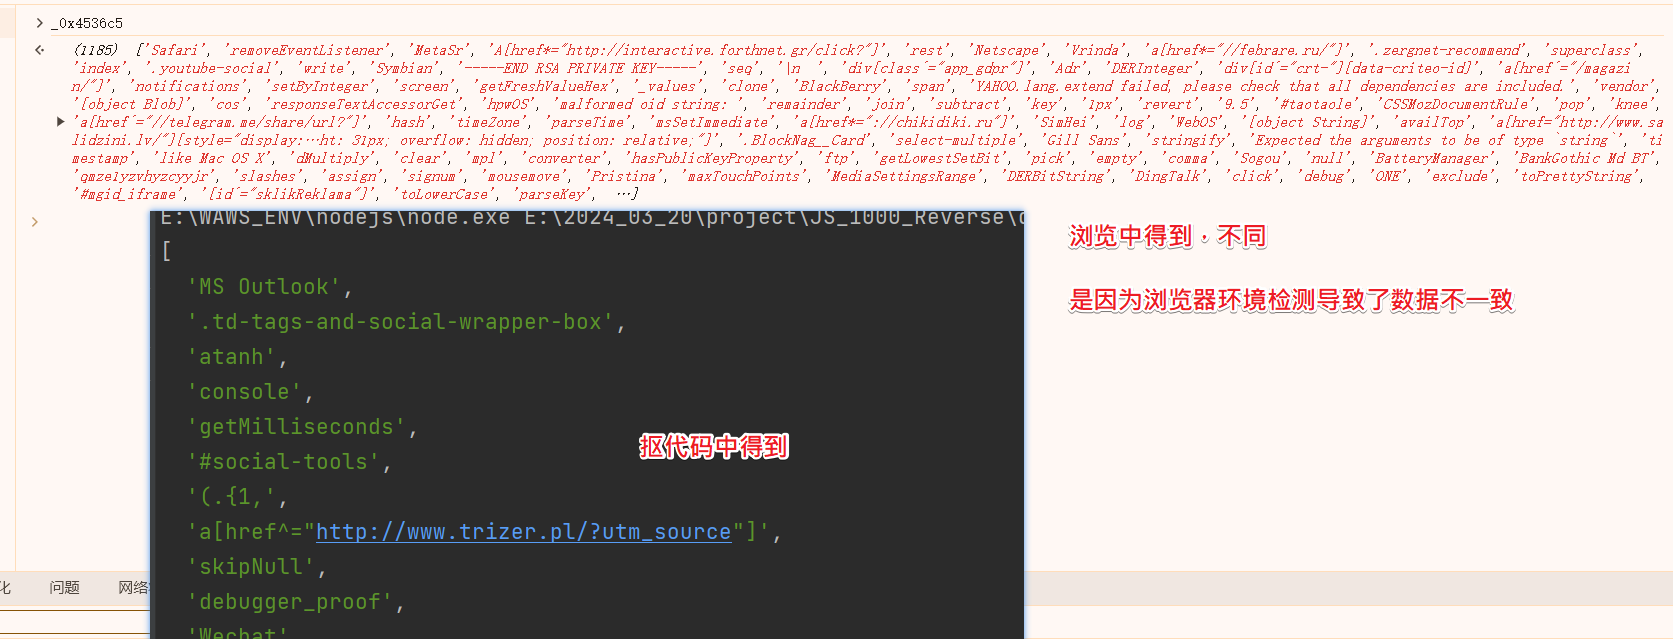 _0x4536c5
(1185) ['Safari', 'removeEventListener', 'MetaSr', 'A[href*="http://interactive.forthnet.gr/click?"]', 'rest', 'Netscape', 'Vrinda', 'a[href*="//febrare.ru/"]', '.zergnet-recommend', 'superclass',
'index', '.youtube-social', 'write', 'Symbian', '-----END RSA PRIVATE KEY-----', 'seq', '|\n  ', 'div[class^="app_gdpr"]', 'Adr', 'DERInteger', 'div[id^="crt-"][data-criteo-id]', 'a[href^="/magazi
n/"]', 'notifications', 'setByInteger', 'screen', 'getFreshValueHex', '_values', 'clone', 'BlackBerry', 'span', 'YAHOO.lang.extend failed, please check that all dependencies are included.', 'vendor',
'[object Blob]', 'cos', 'responseTextAccessorGet', 'hpwOS', 'malformed oid string: ', 'remainder', 'join', 'subtract', 'key', '1px', 'revert', '9.5', '#taotaole', 'CSSMozDocumentRule', 'pop', 'knee',
'a[href^="//telegram.me/share/url?"]', 'hash', 'timeZone', 'parseTime', 'msSetImmediate', 'a[href*="://chikidiki.ru"]', 'SimHei', 'log', 'WebOS', '[object String]', 'availTop', 'a[href="http://www.sa
lidzini.lv/"][style="display:…ht: 31px; overflow: hidden; position: relative;"]', '.BlockNag__Card', 'select-multiple', 'Gill Sans', 'stringify', 'Expected the arguments to be of type `string`', 'ti
mestamp', 'like Mac OS X', 'dMultiply', 'clear', 'mpl', 'converter', 'hasPublicKeyProperty', 'ftp', 'getLowestSetBit', 'pick', 'empty', 'comma', 'Sogou', 'null', 'BatteryManager', 'BankGothic Md BT',
'qmzelyzvhyzcyyjr', 'slashes', 'assign', 'signum', 'mousemove', 'Pristina', 'maxTouchPoints', 'MediaSettingsRange', 'DERBitString', 'DingTalk', 'click', 'debug', 'ONE', 'exclude', 'toPrettyString',
'#mgid_iframe', '[id^="sklikReklama"]', 'toLowerCase', 'parseKey', …]
E:\WAWS_ENV\nodejs\node.exe E:\2024_03_20\project\JS_1000_Reverse\
[
'MS Outlook',
'.td-tags-and-social-wrapper-box',
'atanh',
'console',
'getMilliseconds',
'#social-tools',
'(.{1,',
'a[href^="http://www.trizer.pl/?utm_source"]',
'skipNull',
'debugger_proof',
'Wechat'
浏览中得到，不同
是因为浏览器环境检测导致了数据不一致
抠代码中得到
化
问题
网络